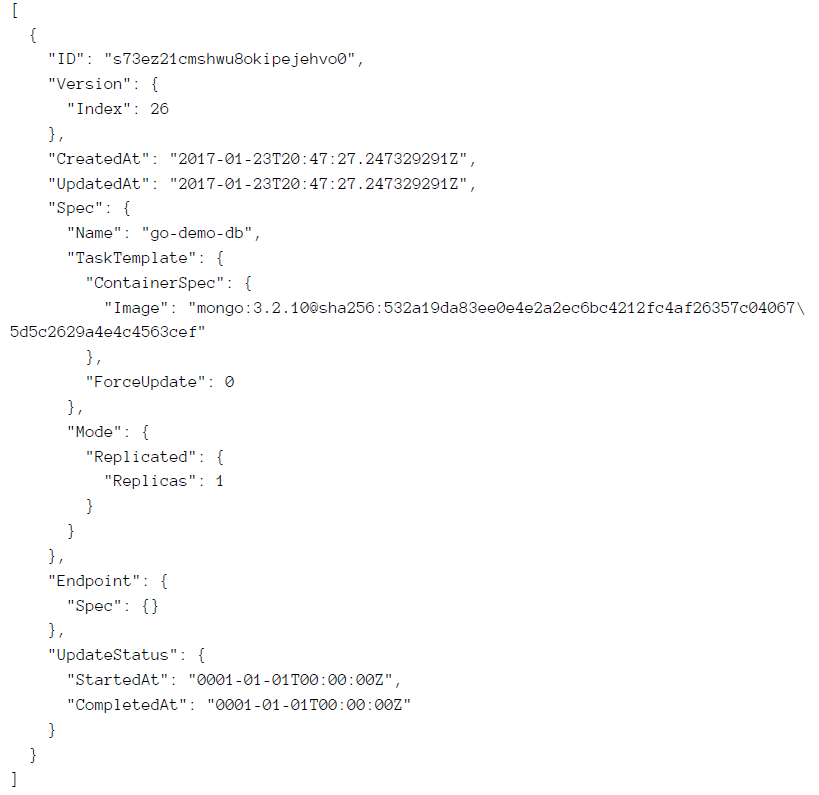 [
  {
    "ID": "s73ez21cmshwu8okipejehvo0",
    "Version": {
      "Index": 26
    },
    "CreatedAt": "2017-01-23T20:47:27.247329291Z",
    "UpdatedAt": "2017-01-23T20:47:27.247329291Z",
    "Spec": {
      "Name": "go-demo-db",
      "TaskTemplate": {
        "ContainerSpec": {
          "Image": "mongo:3.2.10@sha256:532a19da83ee0e4e2a2ec6bc4212fc4af26357c04067\
5d5c2629a4e4c4563cef"
        },
        "ForceUpdate": 0
      },
      "Mode": {
        "Replicated": {
          "Replicas": 1
        }
      }
    },
    "Endpoint": {
      "Spec": {}
    },
    "UpdateStatus": {
      "StartedAt": "0001-01-01T00:00:00Z",
      "CompletedAt": "0001-01-01T00:00:00Z"
    }
  }
]